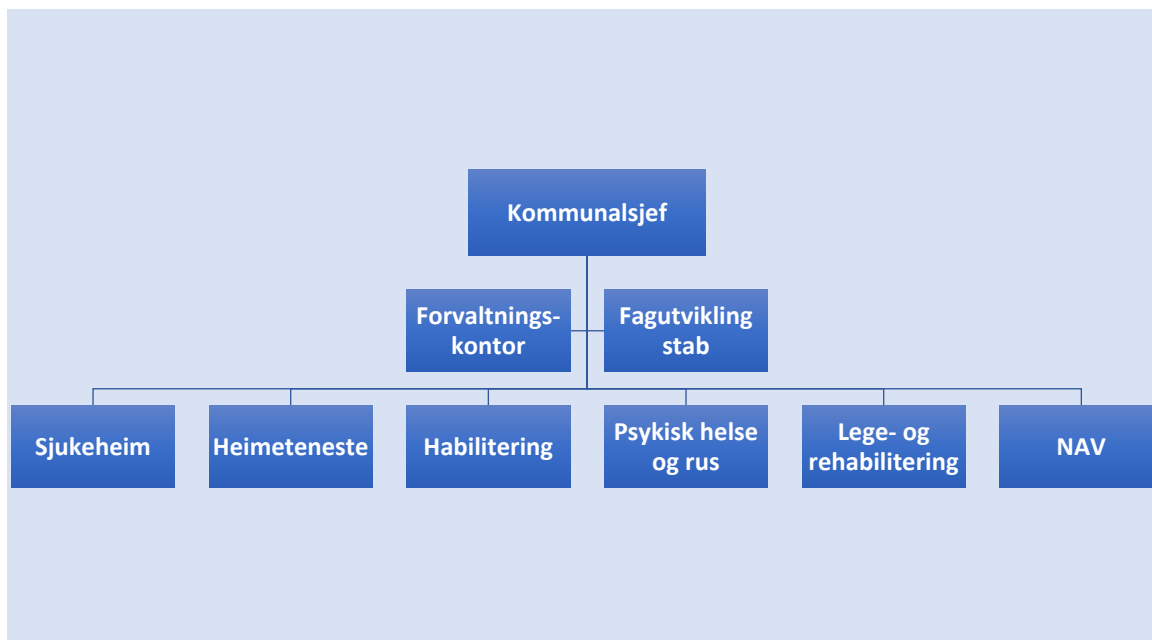 Kommunalsjef
Forvaltnings-
kontor
Fagutvikling
stab
Sjukeheim
Heimeteneste
Habilitering
Psykisk helse
og rus
Lege- og
rehabilitering
NAV